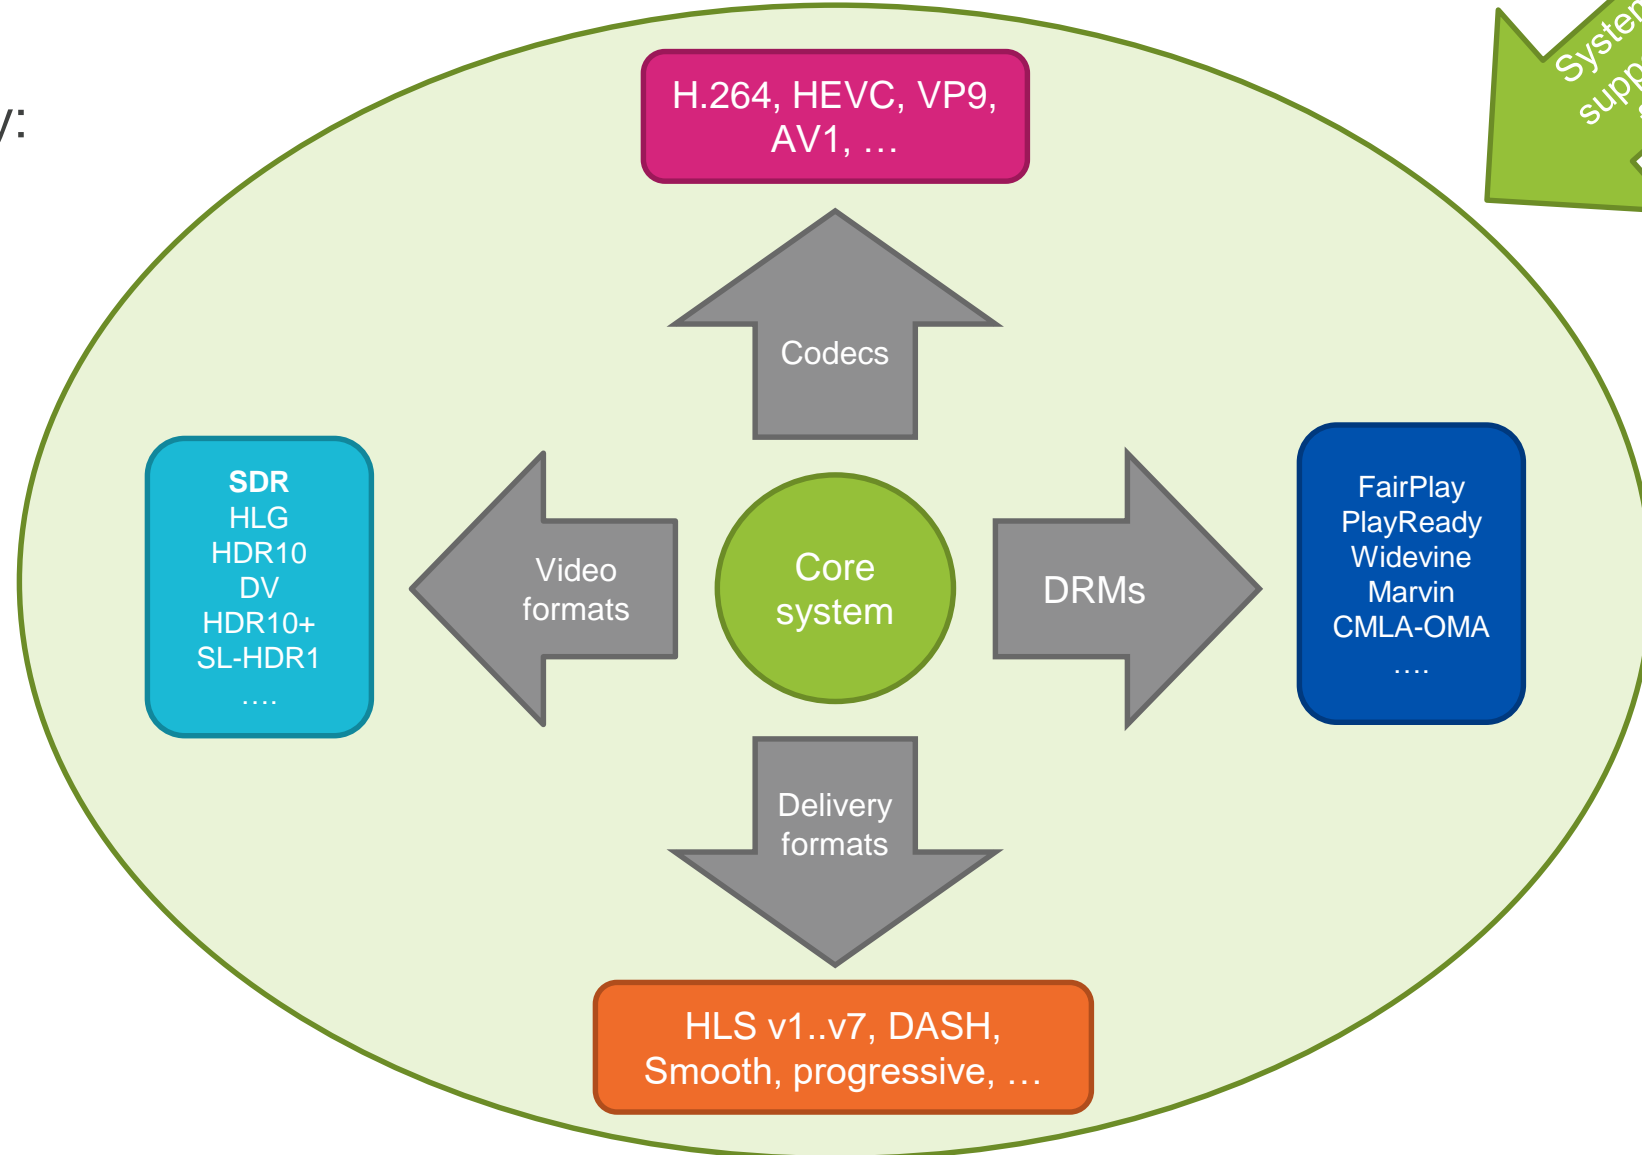 y:
H.264, HEVC, VP9,
AV1, …
Codecs
SDR
HLG
HDR10
DV
HDR10+
SL-HDR1
….
Video
formats
Core
system
DRMs
FairPlay
PlayReady
Widevine
Marvin
CMLA-OMA
….
Delivery
formats
HLS v1..v7, DASH,
Smooth, progressive, …